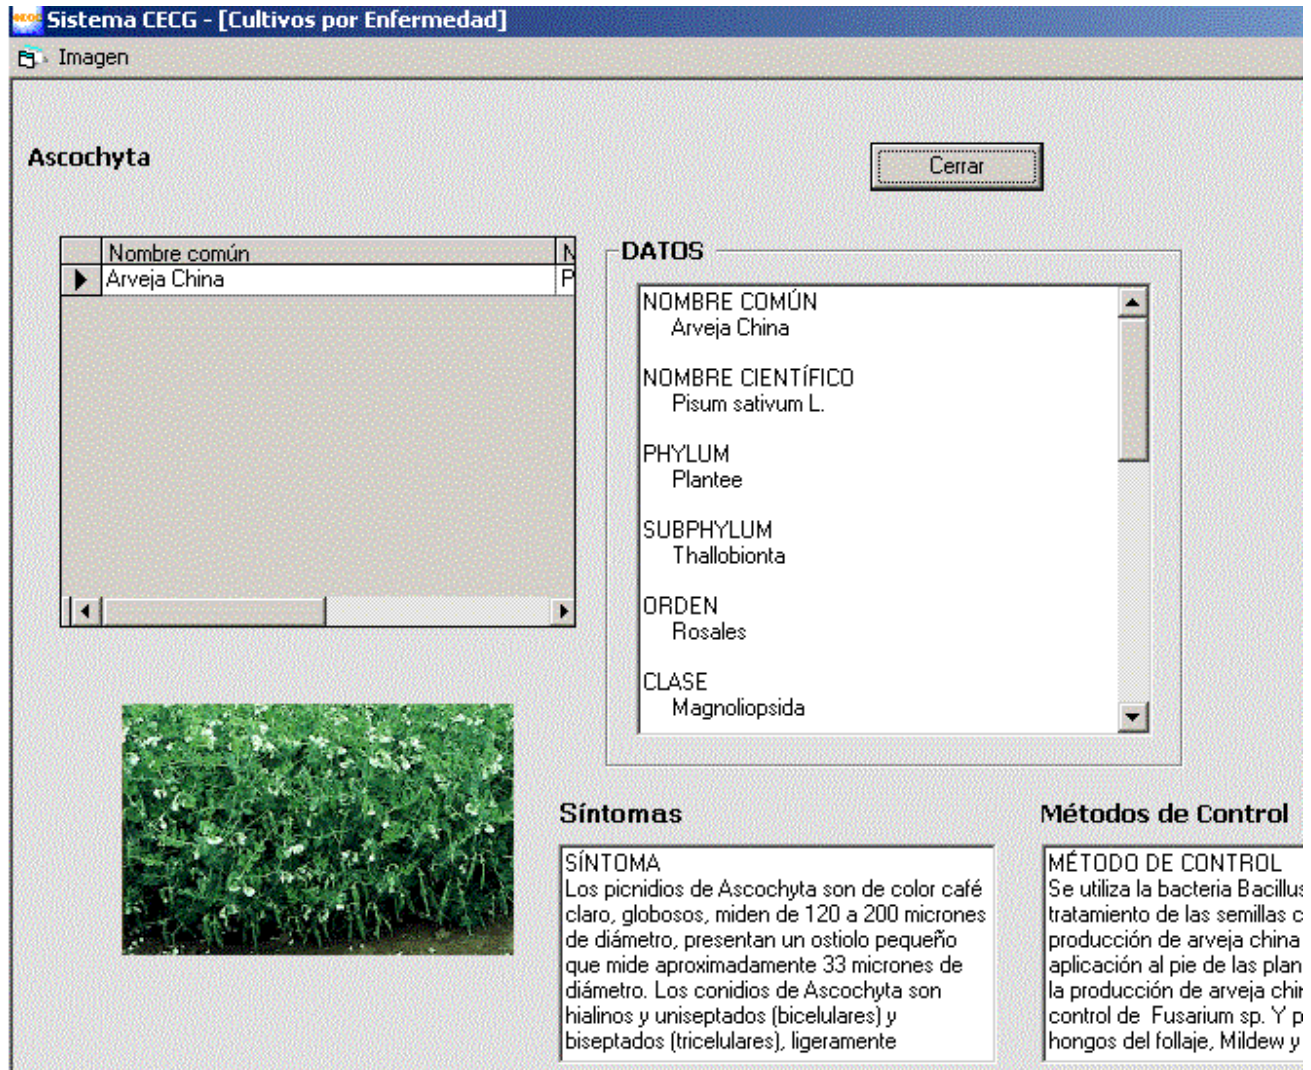 Sistema CECG - [Cultivos por Enfermedad]
Imagen
Ascochyta
Cerrar
Nombre común N
Arveja China P
DATOS
NOMBRE COMÚN
Arveja China
NOMBRE CIENTÍFICO
Pisum sativum L.
PHYLUM
Plantee
SUBPHYLUM
Thallobionta
ORDEN
Rosales
CLASE
Magnoliopsida
Síntomas
SÍNTOMA
Los picnidios de Ascochyta son de color café
claro, globosos, miden de 120 a 200 micrones
de diámetro, presentan un ostiolo pequeño
que mide aproximadamente 33 micrones de
diámetro. Los conidios de Ascochyta son
hialinos y uniseptados (bicelulares) y
biseptados (tricelulares), ligeramente
Métodos de Control
MÉTODO DE CONTROL
Se utiliza la bacteria Bacillus
tratamiento de las semillas c
producción de arveja china
aplicación al pie de las plan
la producción de arveja chin
control de Fusarium sp. Y p
hongos del follaje, Mildew y